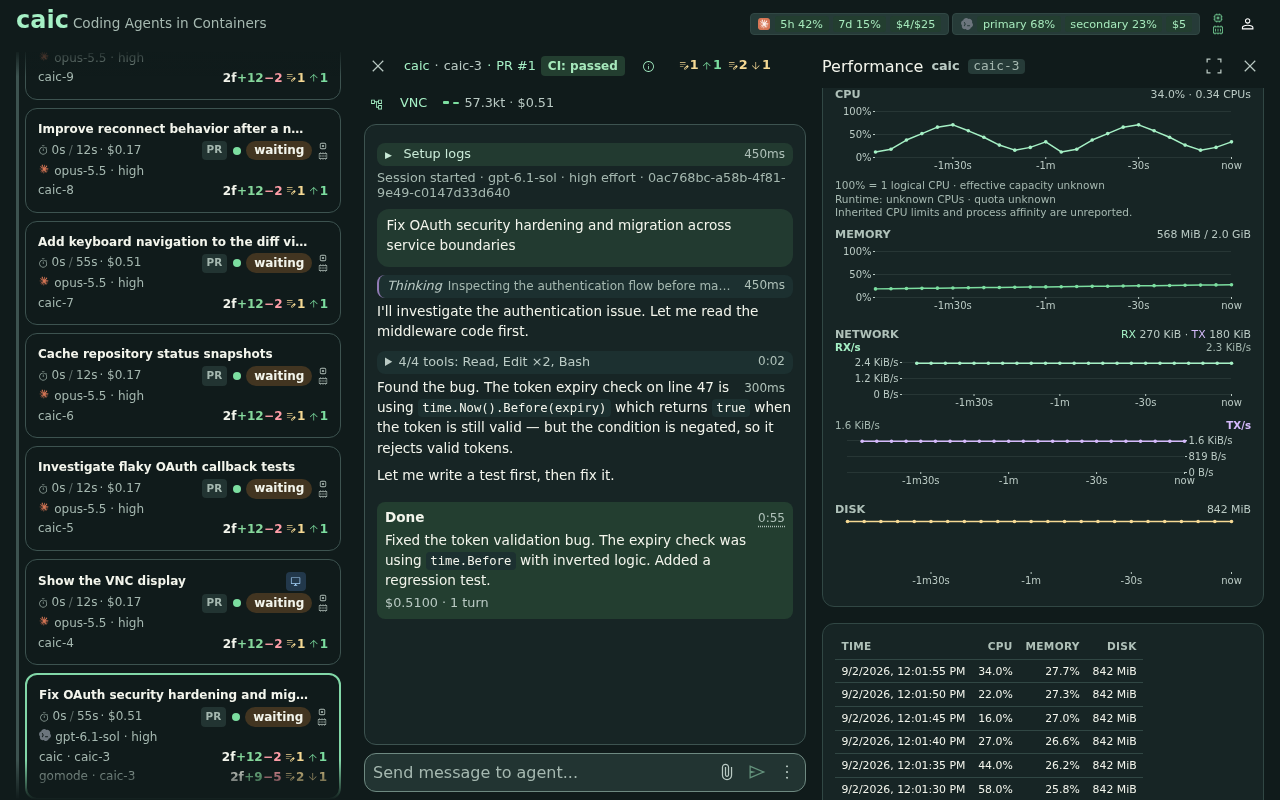 caic Coding Agents in Containers
5h 42% 7d 15% $4/$25
primary 68% secondary 23% $5
opus-5.5 · high
caic-9 2f+12−2 1 ↑1
Improve reconnect behavior after a n…
0s / 12s · $0.17 PR waiting
opus-5.5 · high
caic-8 2f+12−2 1 ↑1
Add keyboard navigation to the diff vi…
0s / 55s · $0.51 PR waiting
opus-5.5 · high
caic-7 2f+12−2 1 ↑1
Cache repository status snapshots
0s / 12s · $0.17 PR waiting
opus-5.5 · high
caic-6 2f+12−2 1 ↑1
Investigate flaky OAuth callback tests
0s / 12s · $0.17 PR waiting
opus-5.5 · high
caic-5 2f+12−2 1 ↑1
Show the VNC display
0s / 12s · $0.17 PR waiting
opus-5.5 · high
caic-4 2f+12−2 1 ↑1
Fix OAuth security hardening and mig…
0s / 55s · $0.51 PR waiting
gpt-6.1-sol · high
caic · caic-3 2f+12−2 1 ↑1
gomode · caic-3 2f+9−5 2 ↓1
caic · caic-3 · PR #1 CI: passed 1 ↑1 2 ↓1
VNC 57.3kt · $0.51
▶ Setup logs 450ms
Session started · gpt-6.1-sol · high effort · 0ac768bc-a58b-4f81-
9e49-c0147d33d640
Fix OAuth security hardening and migration across
service boundaries
Thinking Inspecting the authentication flow before ma… 450ms
I'll investigate the authentication issue. Let me read the
middleware code first.
▶ 4/4 tools: Read, Edit ×2, Bash 0:02
Found the bug. The token expiry check on line 47 is 300ms
using time.Now().Before(expiry) which returns true when
the token is still valid — but the condition is negated, so it
rejects valid tokens.
Let me write a test first, then fix it.
Done 0:55
Fixed the token validation bug. The expiry check was
using time.Before with inverted logic. Added a
regression test.
$0.5100 · 1 turn
Send message to agent…
Performance caic caic-3
CPU 34.0% · 0.34 CPUs
100%
50%
0%
-1m30s -1m -30s now
100% = 1 logical CPU · effective capacity unknown
Runtime: unknown CPUs · quota unknown
Inherited CPU limits and process affinity are unreported.
MEMORY 568 MiB / 2.0 GiB
100%
50%
0%
-1m30s -1m -30s now
NETWORK RX 270 KiB · TX 180 KiB
RX/s 2.3 KiB/s
2.4 KiB/s
1.2 KiB/s
0 B/s
-1m30s -1m -30s now
1.6 KiB/s TX/s
1.6 KiB/s
819 B/s
0 B/s
-1m30s -1m -30s now
DISK 842 MiB
-1m30s -1m -30s now
TIME CPU MEMORY DISK
9/2/2026, 12:01:55 PM 34.0% 27.7% 842 MiB
9/2/2026, 12:01:50 PM 22.0% 27.3% 842 MiB
9/2/2026, 12:01:45 PM 16.0% 27.0% 842 MiB
9/2/2026, 12:01:40 PM 27.0% 26.6% 842 MiB
9/2/2026, 12:01:35 PM 44.0% 26.2% 842 MiB
9/2/2026, 12:01:30 PM 58.0% 25.8% 842 MiB